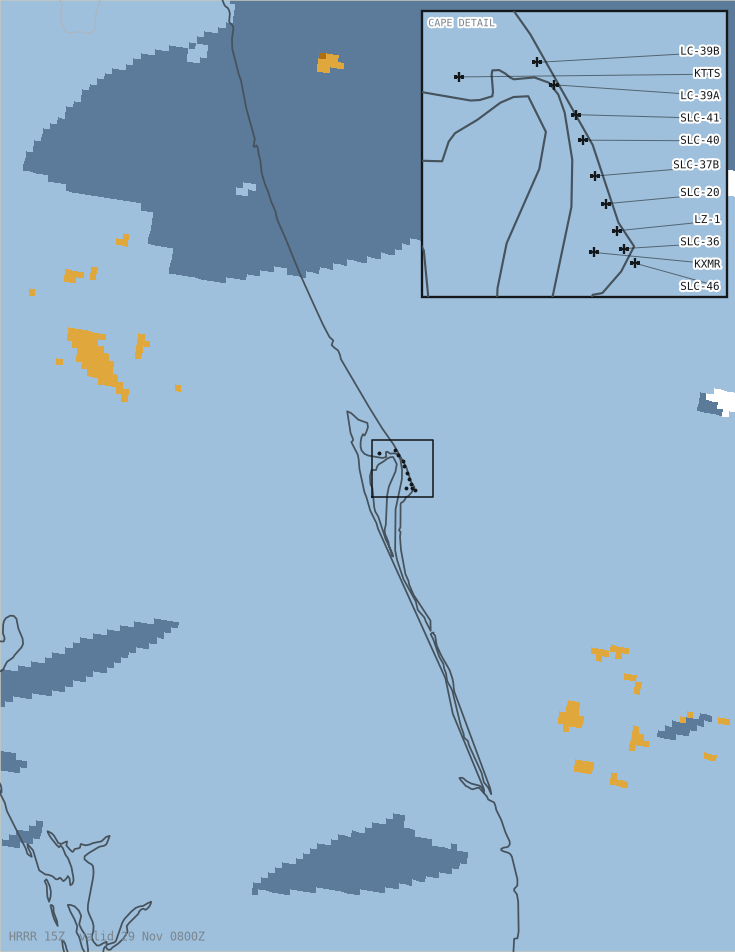 CAPE DETAIL
LC-39B
KTTS
LC-39A
SLC-41
SLC-40
SLC-37B
SLC-20
LZ-1
SLC-36
KXMR
SLC-46
HRRR 15Z valid 29 Nov 0800Z